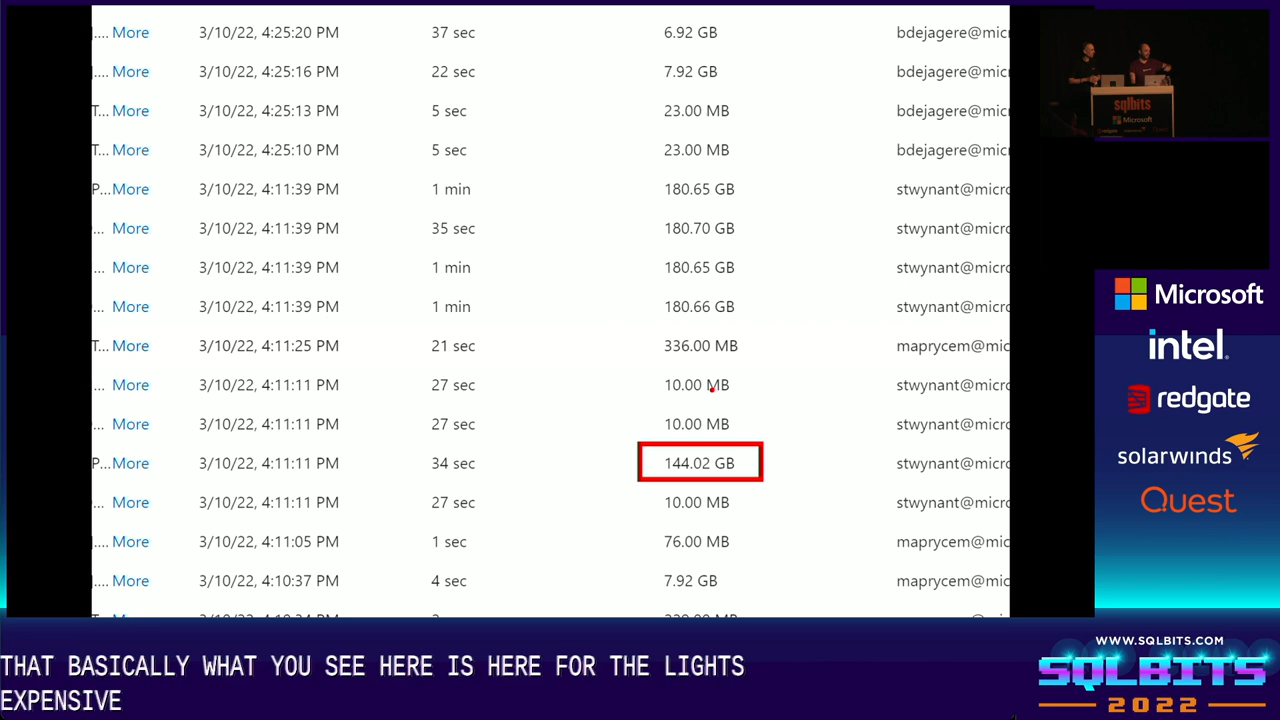 J.... More 3/10/22, 4:25:20 PM 37 sec 6.92 GB bdejagere@micr
J.... More 3/10/22, 4:25:16 PM 22 sec 7.92 GB bdejagere@micr
T... More 3/10/22, 4:25:13 PM 5 sec 23.00 MB bdejagere@micr
T... More 3/10/22, 4:25:10 PM 5 sec 23.00 MB bdejagere@micr
P... More 3/10/22, 4:11:39 PM 1 min 180.65 GB stwynant@micro
... More 3/10/22, 4:11:39 PM 35 sec 180.70 GB stwynant@micro
... More 3/10/22, 4:11:39 PM 1 min 180.65 GB stwynant@micro
... More 3/10/22, 4:11:39 PM 1 min 180.66 GB stwynant@micro
T... More 3/10/22, 4:11:25 PM 21 sec 336.00 MB maprycem@mic
... More 3/10/22, 4:11:11 PM 27 sec 10.00 MB stwynant@micro
... More 3/10/22, 4:11:11 PM 27 sec 10.00 MB stwynant@micro
P... More 3/10/22, 4:11:11 PM 34 sec 144.02 GB stwynant@micro
... More 3/10/22, 4:11:11 PM 27 sec 10.00 MB stwynant@micro
J.... More 3/10/22, 4:11:05 PM 1 sec 76.00 MB maprycem@mic
J.... More 3/10/22, 4:10:37 PM 4 sec 7.92 GB maprycem@mic
sqlbits
Microsoft
Microsoft
intel.
redgate
solarwinds
Quest
THAT BASICALLY WHAT YOU SEE HERE IS HERE FOR THE LIGHTS
EXPENSIVE
WWW.SQLBITS.COM
SQLBITS
2022